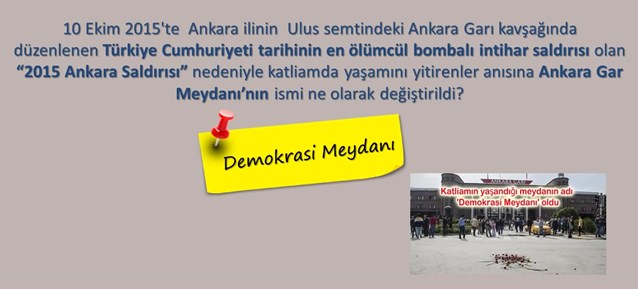 10 Ekim 2015'te Ankara ilinin Ulus semtindeki Ankara Garı kavşağında
düzenlenen Türkiye Cumhuriyeti tarihinin en ölümcül bombalı intihar saldırısı olan
“2015 Ankara Saldırısı” nedeniyle katliamda yaşamını yitirenler anısına Ankara Gar
Meydanı’nın ismi ne olarak değiştirildi?
Demokrasi Meydanı
ANKARA GARI
Katliamın yaşandığı meydanın adı
'Demokrasi Meydanı' oldu